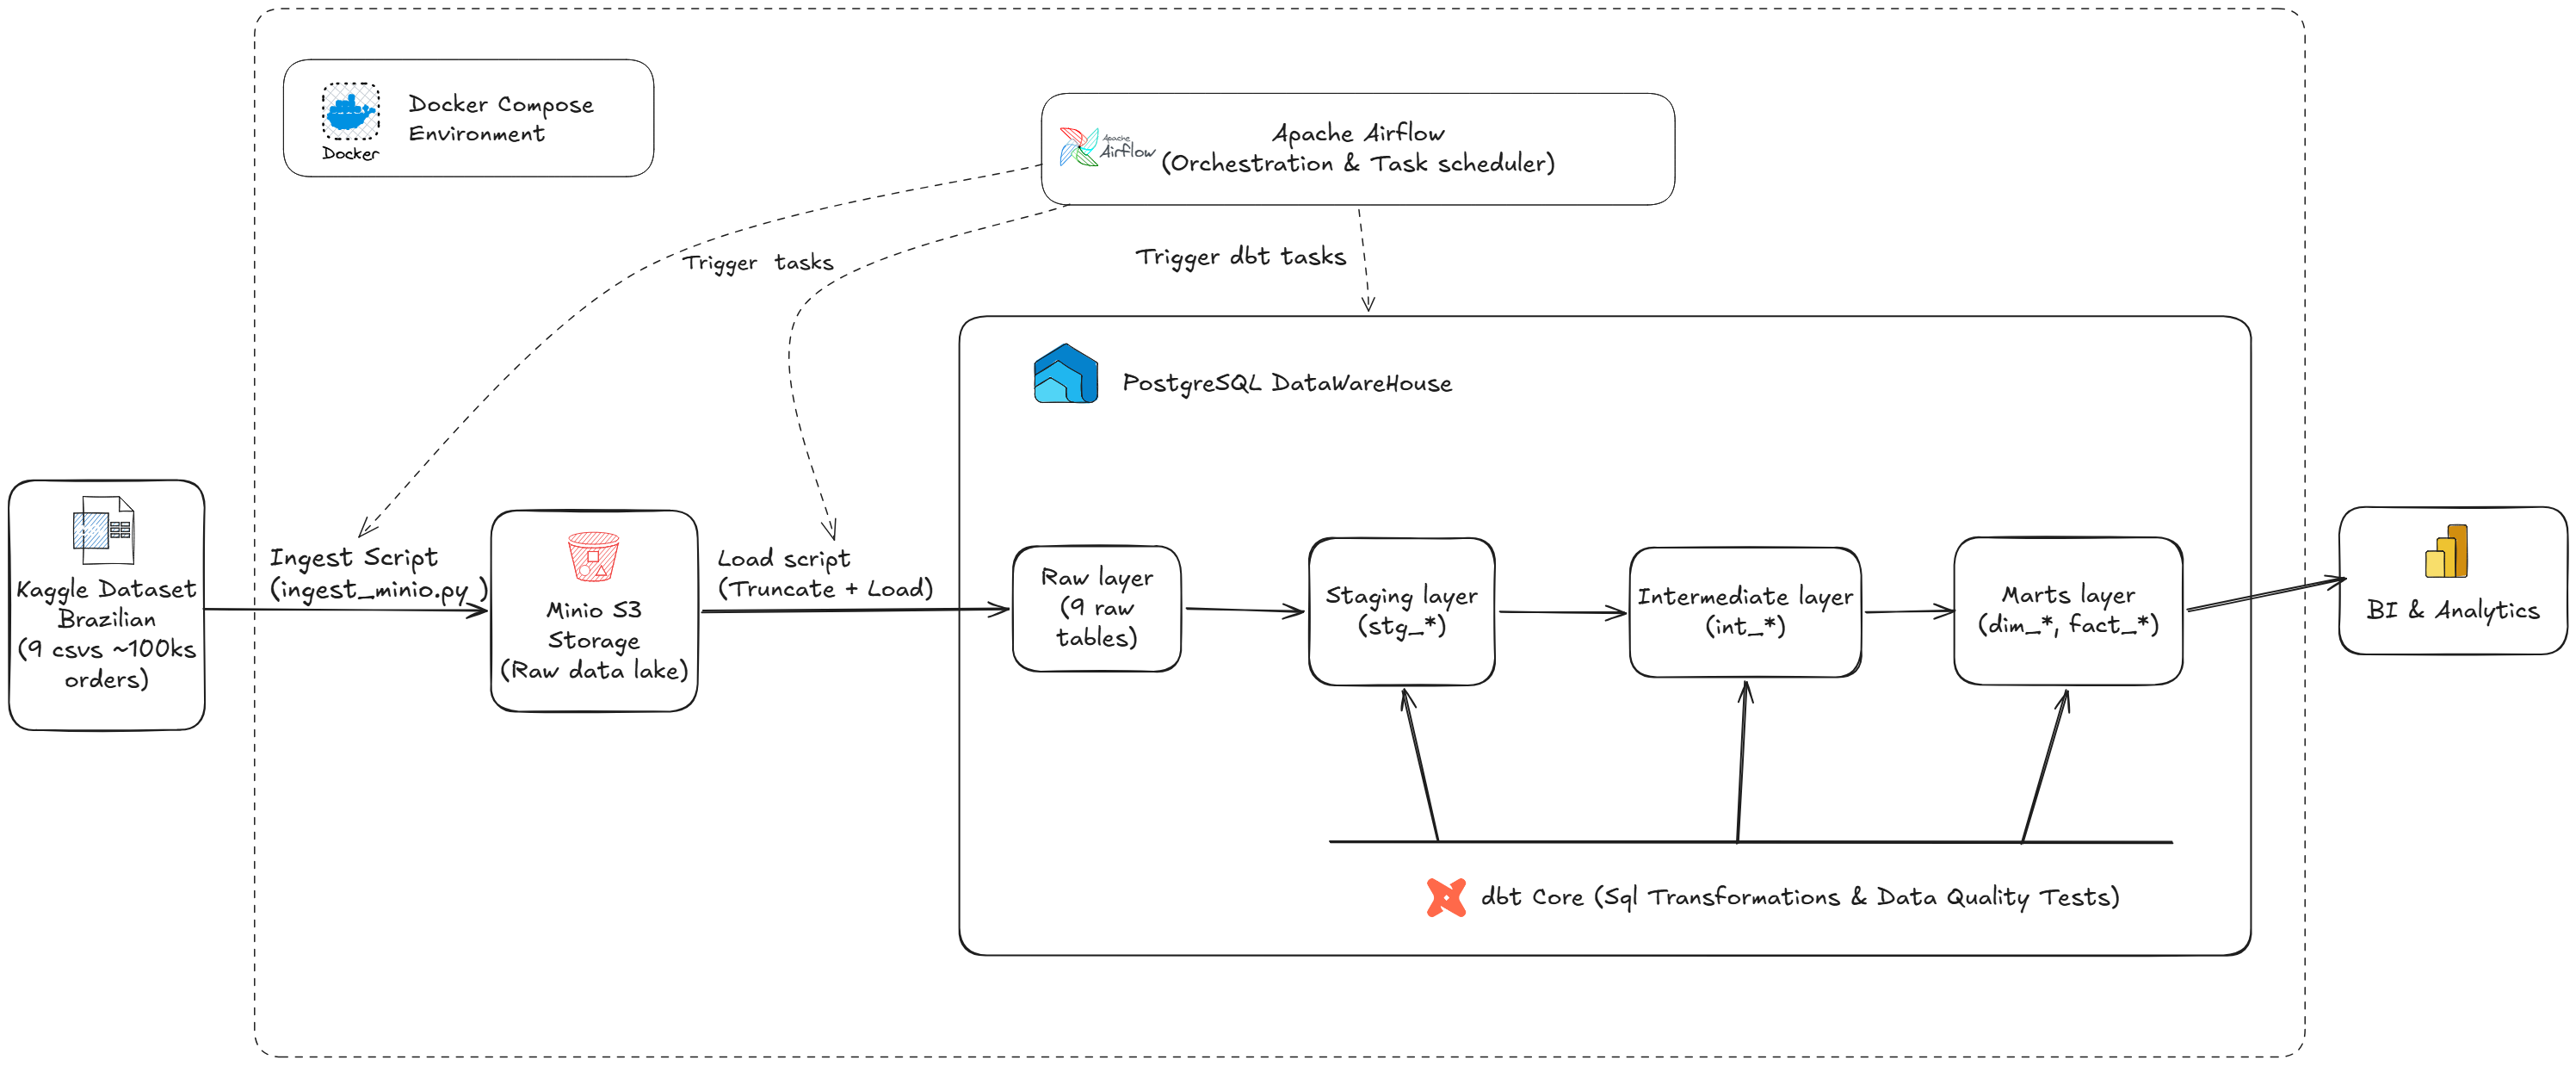 Docker Compose
Environment
Docker
Apache
Airflow
Apache Airflow
(Orchestration & Task scheduler)
Trigger tasks
Trigger dbt tasks
PostgreSQL DataWareHouse
Kaggle Dataset
Brazilian
(9 csvs ~100ks
orders)
Ingest Script
(ingest_minio.py )
Minio S3
Storage
(Raw data lake)
Load script
(Truncate + Load)
Raw layer
(9 raw
tables)
Staging layer
(stg_*)
Intermediate layer
(int_*)
Marts layer
(dim_*, fact_*)
BI & Analytics
dbt Core (Sql Transformations & Data Quality Tests)